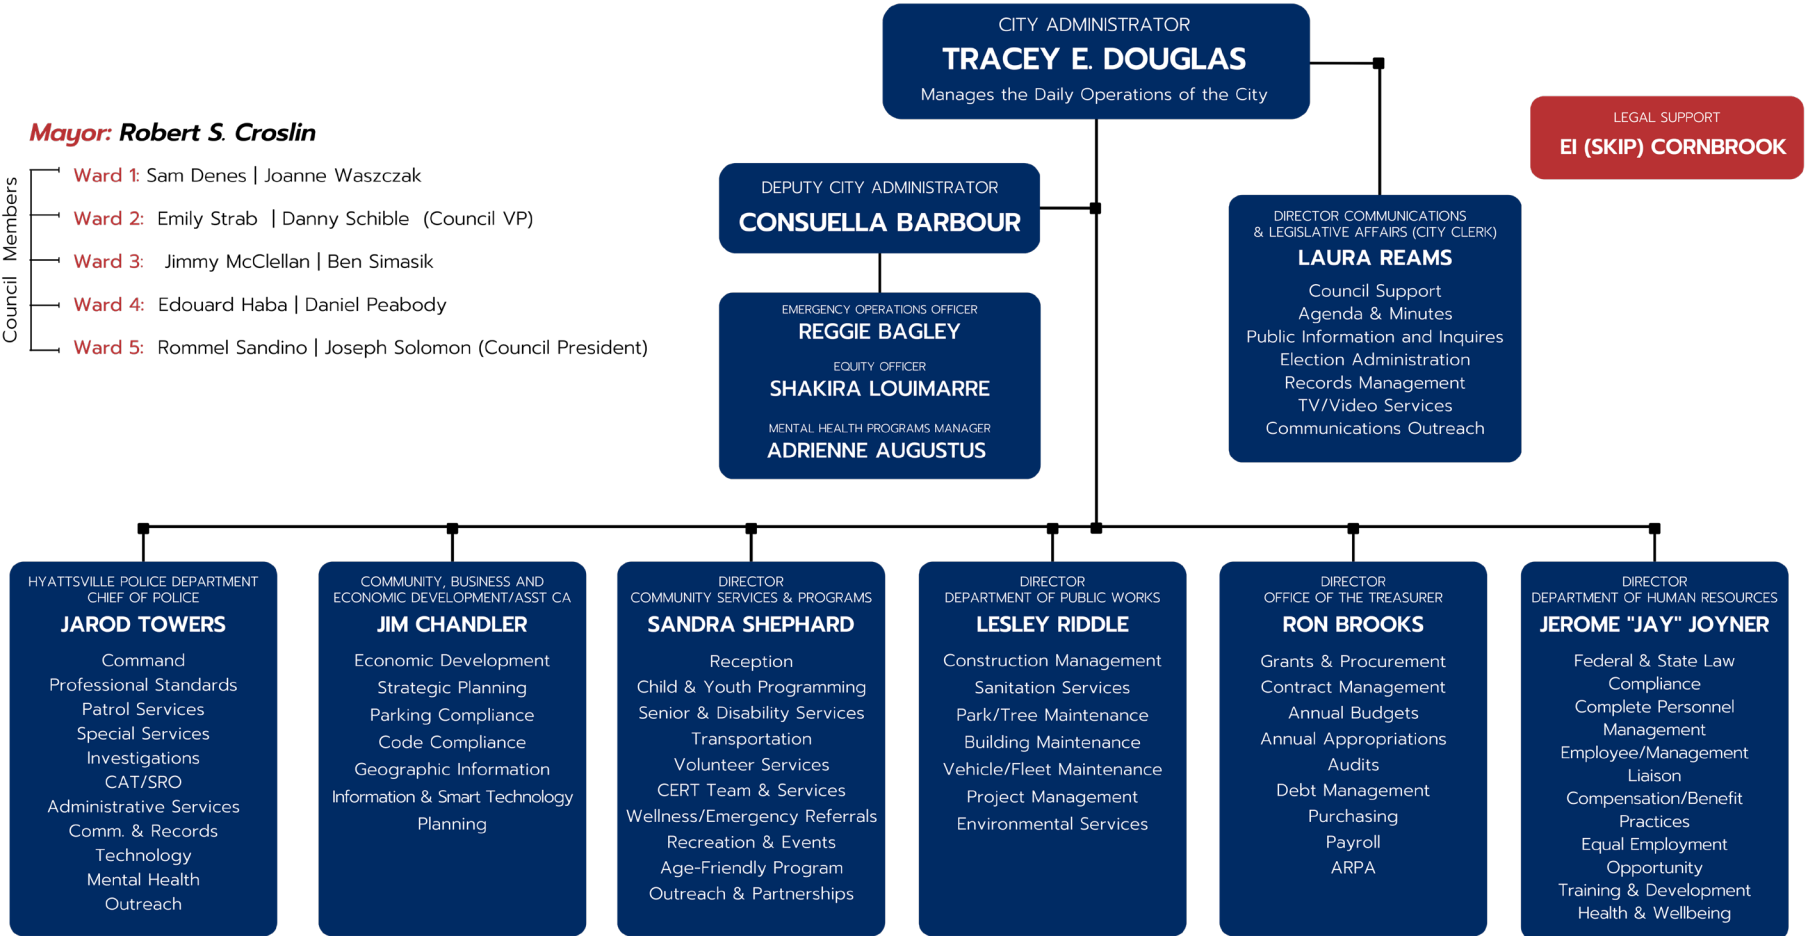 CITY ADMINISTRATOR
TRACEY E. DOUGLAS
Manages the Daily Operations of the City
LEGAL SUPPORT
EI (SKIP) CORNBROOK
Mayor: Robert S. Croslin
Council Members
Ward 1: Sam Denes | Joanne Waszczak
Ward 2: Emily Strab | Danny Schible (Council VP)
Ward 3: Jimmy McClellan | Ben Simasik
Ward 4: Edouard Haba | Daniel Peabody
Ward 5: Rommel Sandino | Joseph Solomon (Council President)
DEPUTY CITY ADMINISTRATOR
CONSUELLA BARBOUR
EMERGENCY OPERATIONS OFFICER
REGGIE BAGLEY
EQUITY OFFICER
SHAKIRA LOUIMARRE
MENTAL HEALTH PROGRAMS MANAGER
ADRIENNE AUGUSTUS
DIRECTOR COMMUNICATIONS
& LEGISLATIVE AFFAIRS (CITY CLERK)
LAURA REAMS
Council Support
Agenda & Minutes
Public Information and Inquires
Election Administration
Records Management
TV/Video Services
Communications Outreach
HYATTSVILLE POLICE DEPARTMENT
CHIEF OF POLICE
JAROD TOWERS
Command
Professional Standards
Patrol Services
Special Services
Investigations
CAT/SRO
Administrative Services
Comm. & Records
Technology
Mental Health
Outreach
COMMUNITY, BUSINESS AND
ECONOMIC DEVELOPMENT/ASST CA
JIM CHANDLER
Economic Development
Strategic Planning
Parking Compliance
Code Compliance
Geographic Information
Information & Smart Technology
Planning
DIRECTOR
COMMUNITY SERVICES & PROGRAMS
SANDRA SHEPHARD
Reception
Child & Youth Programming
Senior & Disability Services
Transportation
Volunteer Services
CERT Team & Services
Wellness/Emergency Referrals
Recreation & Events
Age-Friendly Program
Outreach & Partnerships
DIRECTOR
DEPARTMENT OF PUBLIC WORKS
LESLEY RIDDLE
Construction Management
Sanitation Services
Park/Tree Maintenance
Building Maintenance
Vehicle/Fleet Maintenance
Project Management
Environmental Services
DIRECTOR
OFFICE OF THE TREASURER
RON BROOKS
Grants & Procurement
Contract Management
Annual Budgets
Annual Appropriations
Audits
Debt Management
Purchasing
Payroll
ARPA
DIRECTOR
DEPARTMENT OF HUMAN RESOURCES
JEROME "JAY" JOYNER
Federal & State Law
Compliance
Complete Personnel
Management
Employee/Management
Liaison
Compensation/Benefit
Practices
Equal Employment
Opportunity
Training & Development
Health & Wellbeing